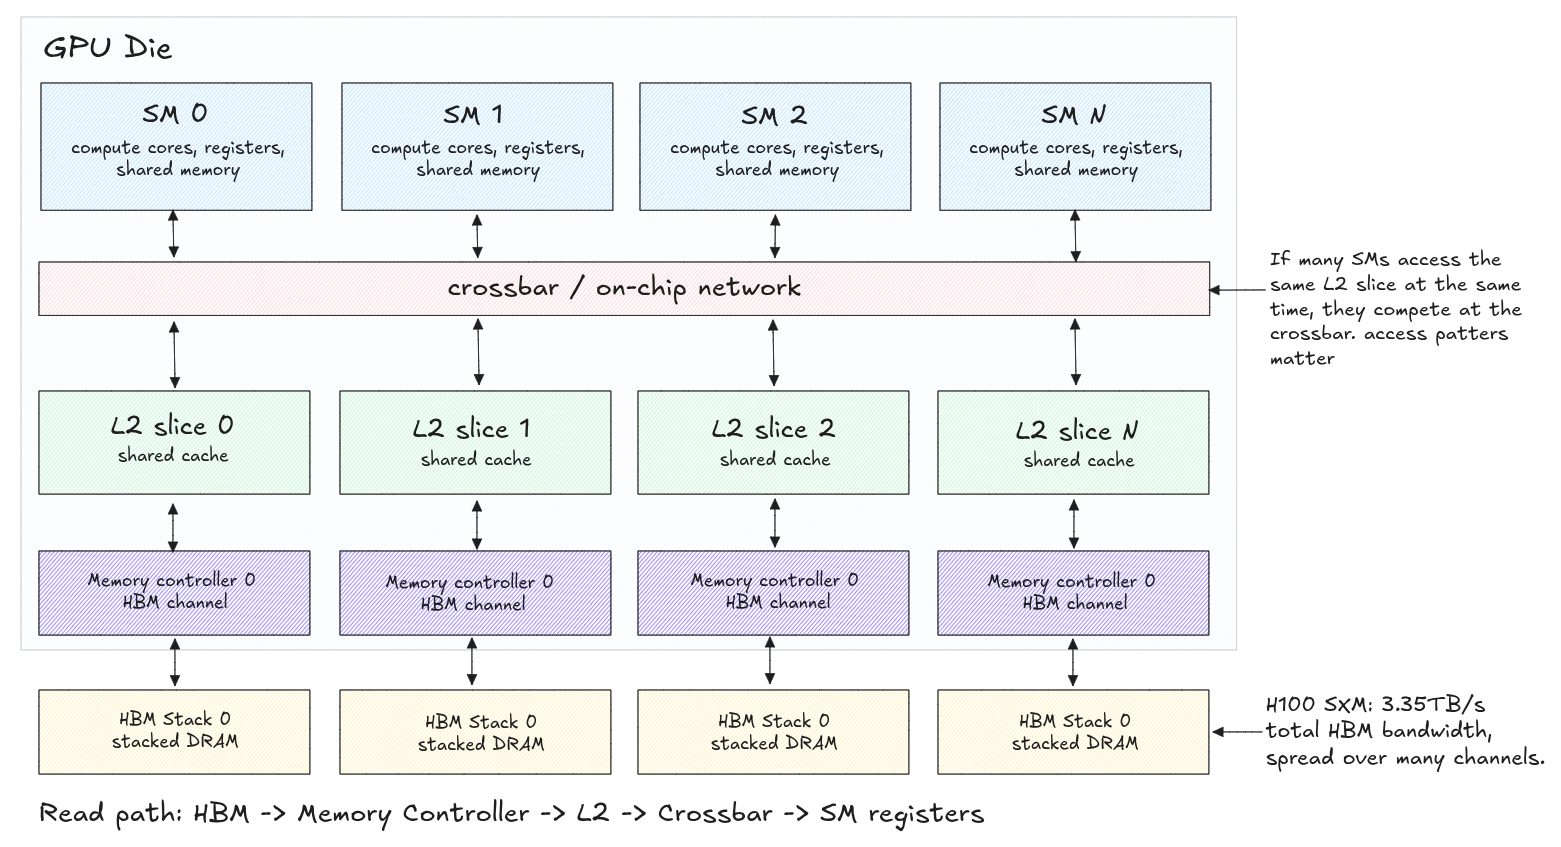 GPU Die
SM 0
compute cores, registers,
shared memory
SM 1
compute cores, registers,
shared memory
SM 2
compute cores, registers,
shared memory
SM N
compute cores, registers,
shared memory
crossbar / on-chip network
If many SMs access the
same L2 slice at the same
time, they compete at the
crossbar. access patters
matter
L2 slice 0
shared cache
L2 slice 1
shared cache
L2 slice 2
shared cache
L2 slice N
shared cache
Memory controller 0
HBM channel
Memory controller 0
HBM channel
Memory controller 0
HBM channel
Memory controller 0
HBM channel
HBM Stack 0
stacked DRAM
HBM Stack 0
stacked DRAM
HBM Stack 0
stacked DRAM
HBM Stack 0
stacked DRAM
H100 SXM: 3.35TB/s
total HBM bandwidth,
spread over many channels.
Read path: HBM -> Memory Controller -> L2 -> Crossbar -> SM registers